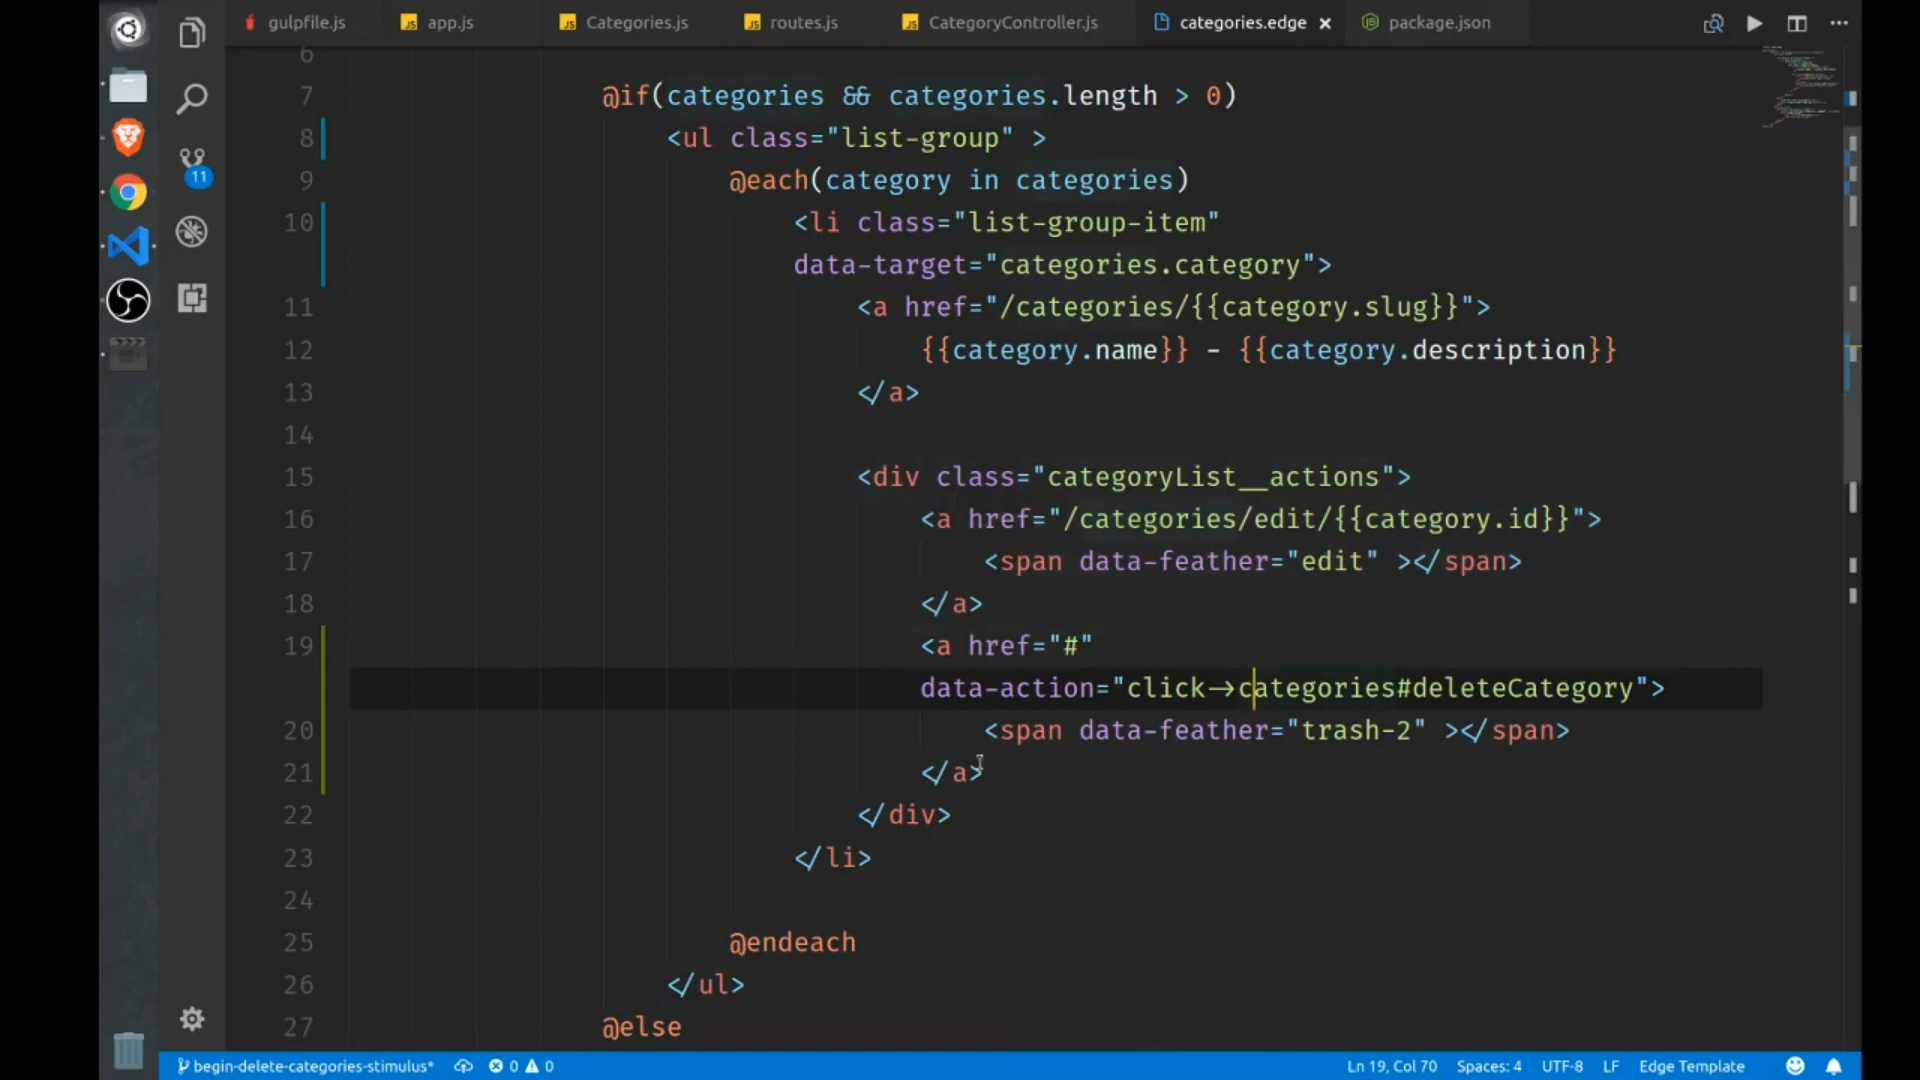 gulpfile.js app.js Categories.js routes.js CategoryController.js categories.edge × package.json ···
6
7 @if(categories && categories.length > 0)
8 <ul class="list-group" >
9 @each(category in categories)
10 <li class="list-group-item"
data-target="categories.category">
11 <a href="/categories/{{category.slug}}">
12 {{category.name}} - {{category.description}}
13 </a>
14
15 <div class="categoryList__actions">
16 <a href="/categories/edit/{{category.id}}">
17 <span data-feather="edit" ></span>
18 </a>
19 <a href="#"
data-action="click->categories#deleteCategory">
20 <span data-feather="trash-2" ></span>
21 </a>
22 </div>
23 </li>
24
25 @endeach
26 </ul>
27 @else
11
begin-delete-categories-stimulus* 0 0 Ln 19, Col 70 Spaces: 4 UTF-8 LF Edge Template